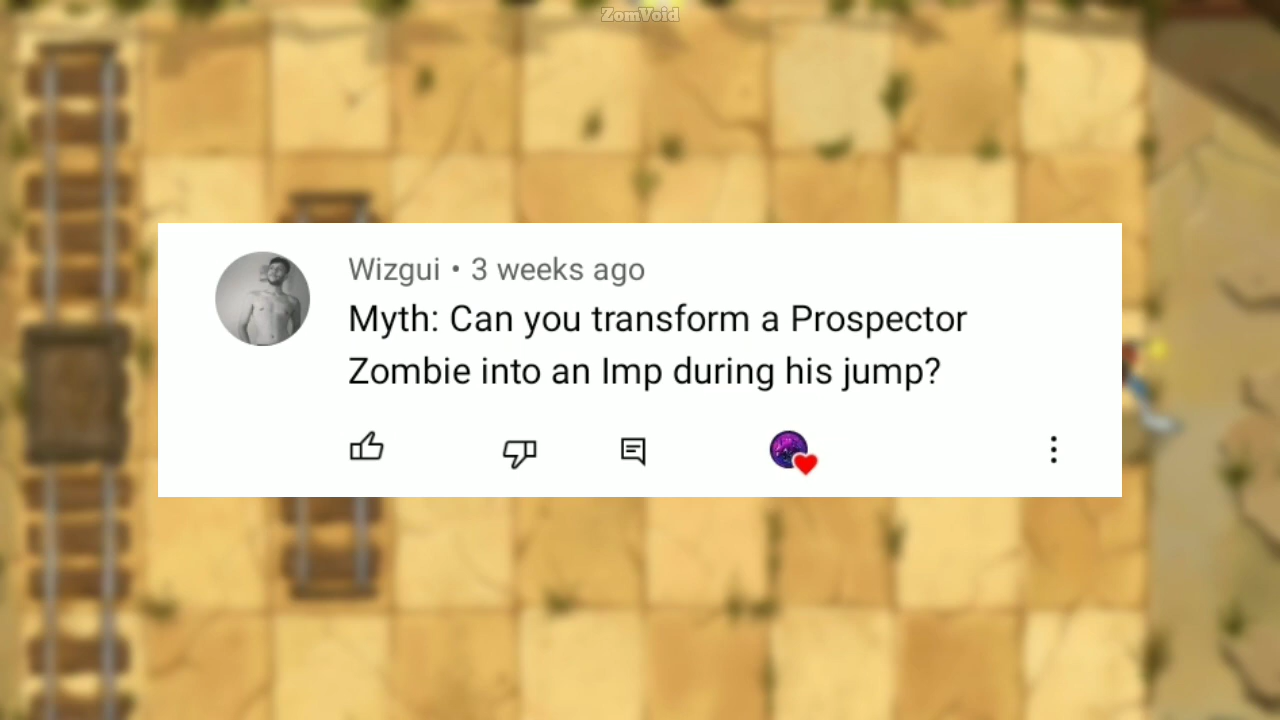 ZomVoid
Wizgui • 3 weeks ago
Myth: Can you transform a Prospector
Zombie into an Imp during his jump?